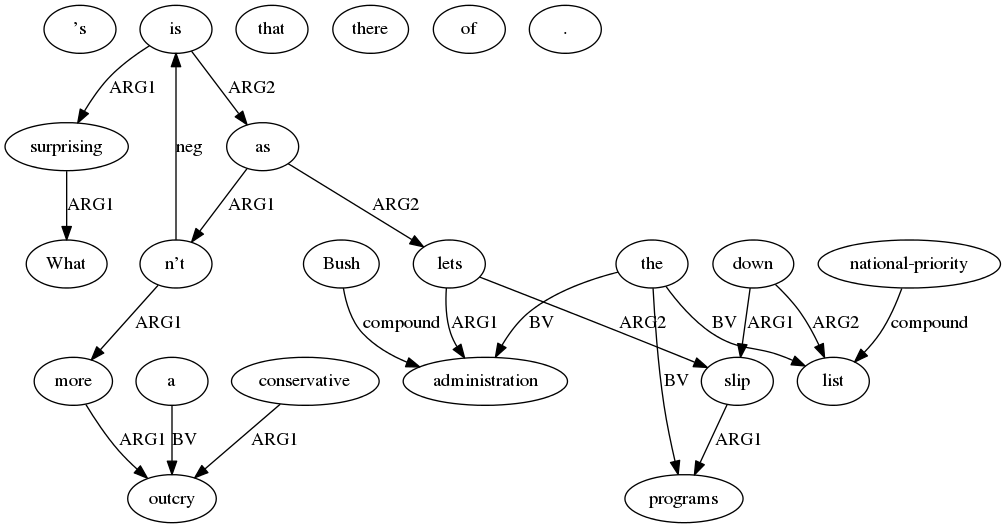 ’s is that there of .
ARG1 ARG2
surprising neg as
ARG1 ARG1 ARG2
What n’t Bush lets the down national-priority
ARG1 compound ARG1 BV ARG2 BV ARG1 ARG2 compound
more a conservative administration slip list
ARG1 BV ARG1 BV ARG1
outcry programs